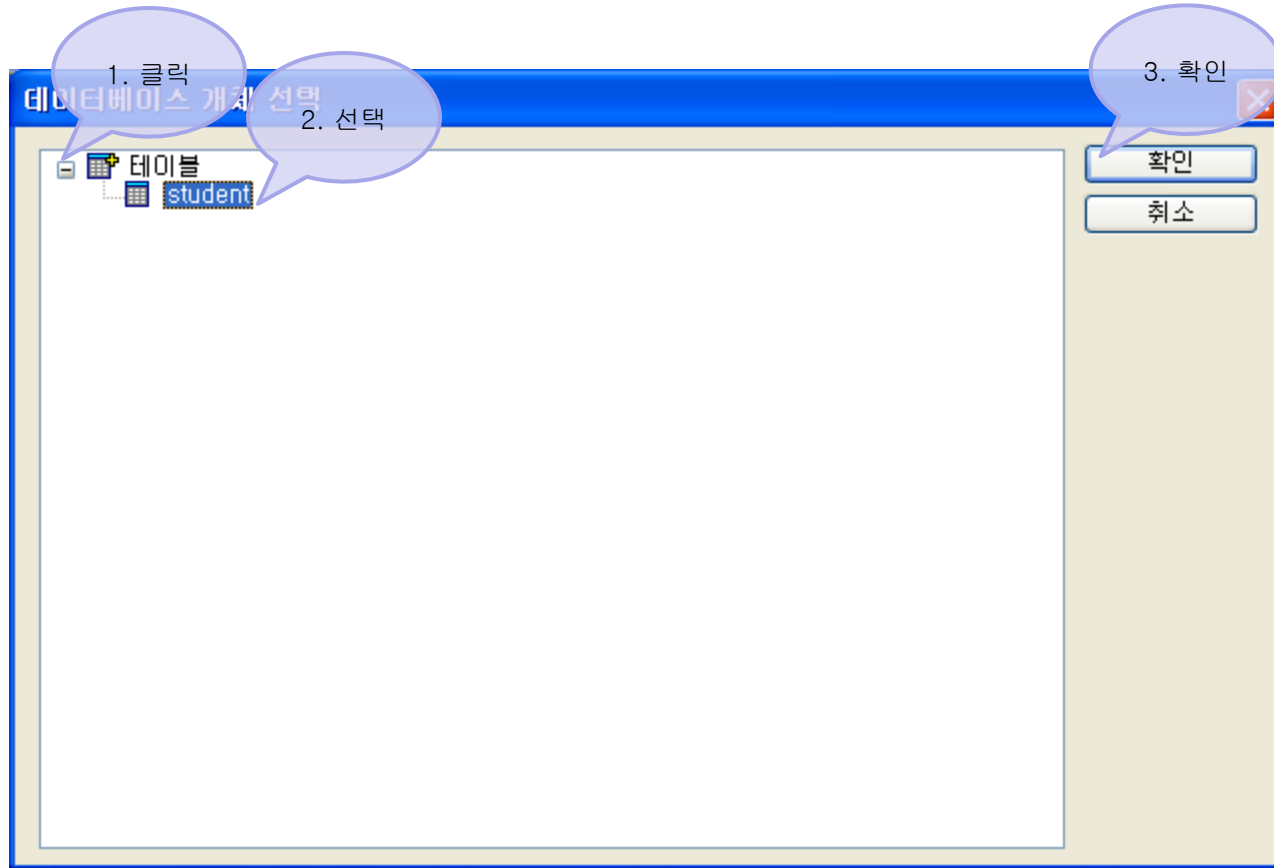 1. 클릭
3. 확인
데이터베이스 개체 선택
2. 선택
테이블
확인
student
취소